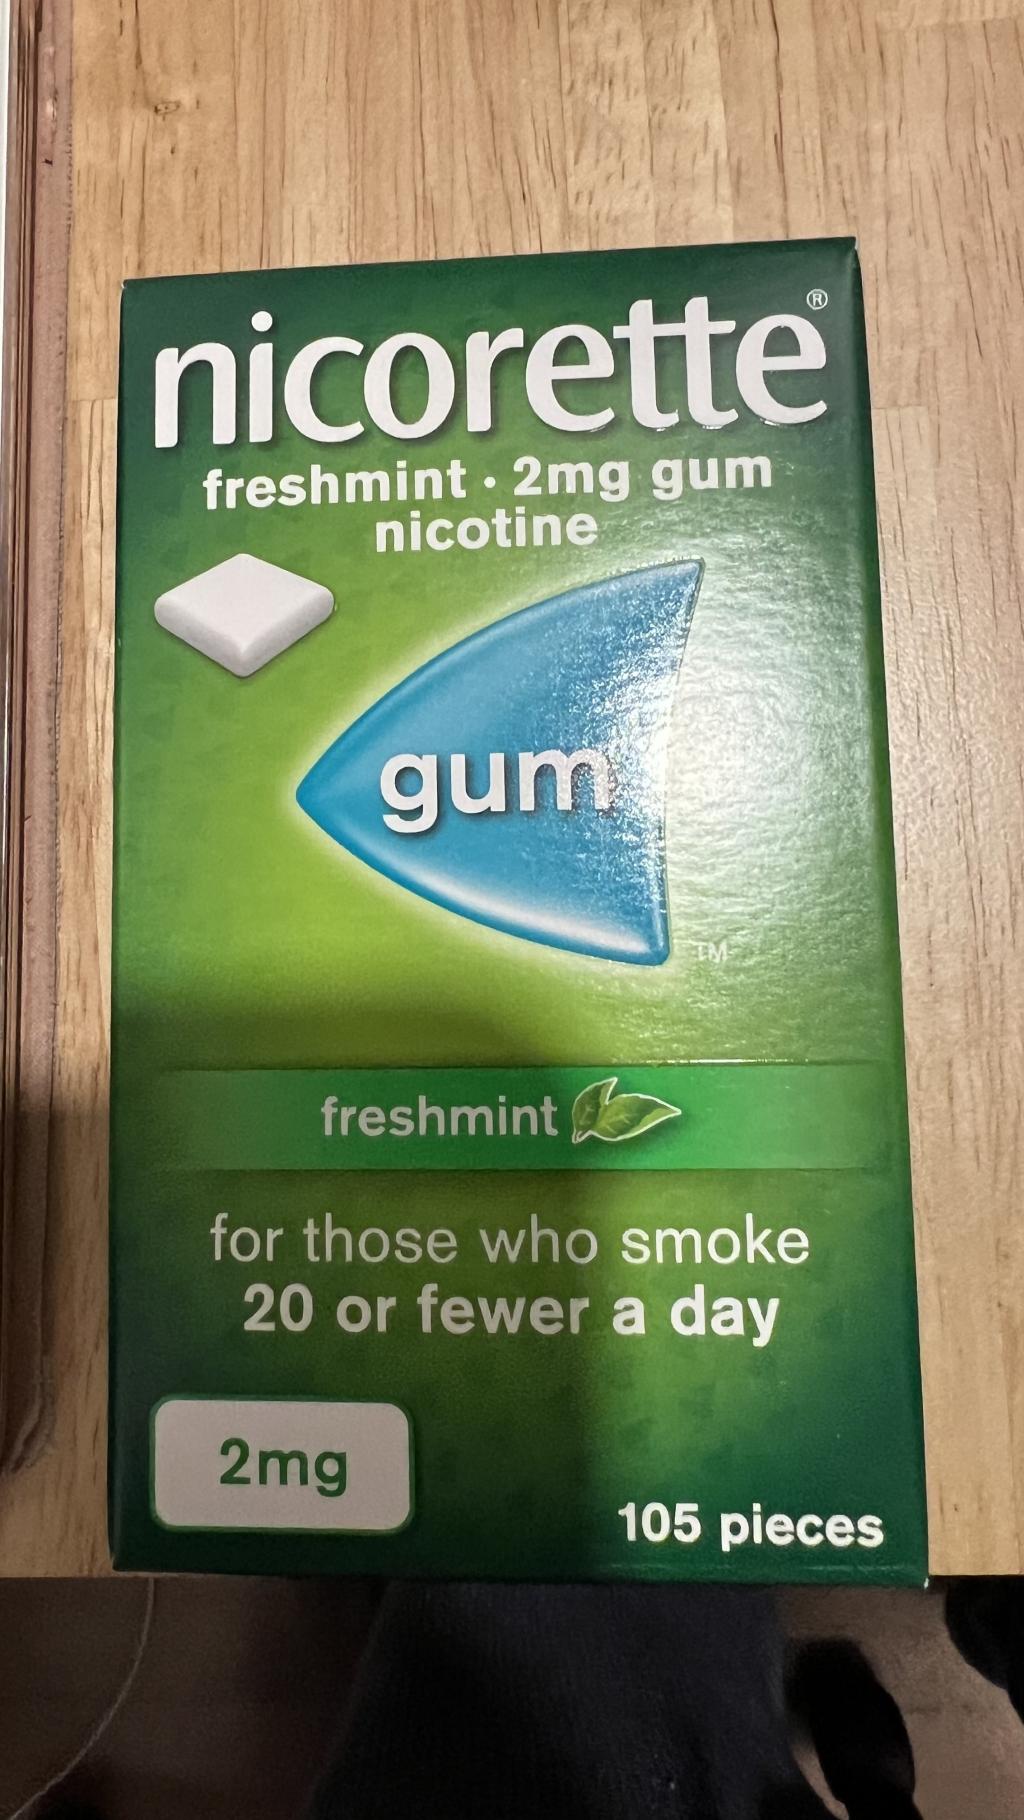 nicorette®
freshmint · 2mg gum
nicotine
gum
TM
freshmint
for those who smoke
20 or fewer a day
2mg
105 pieces